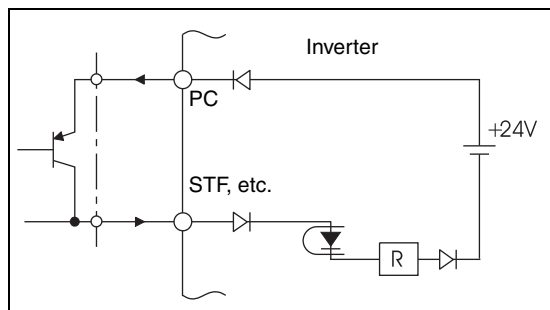 Inverter
PC
+24V
STF, etc.
R